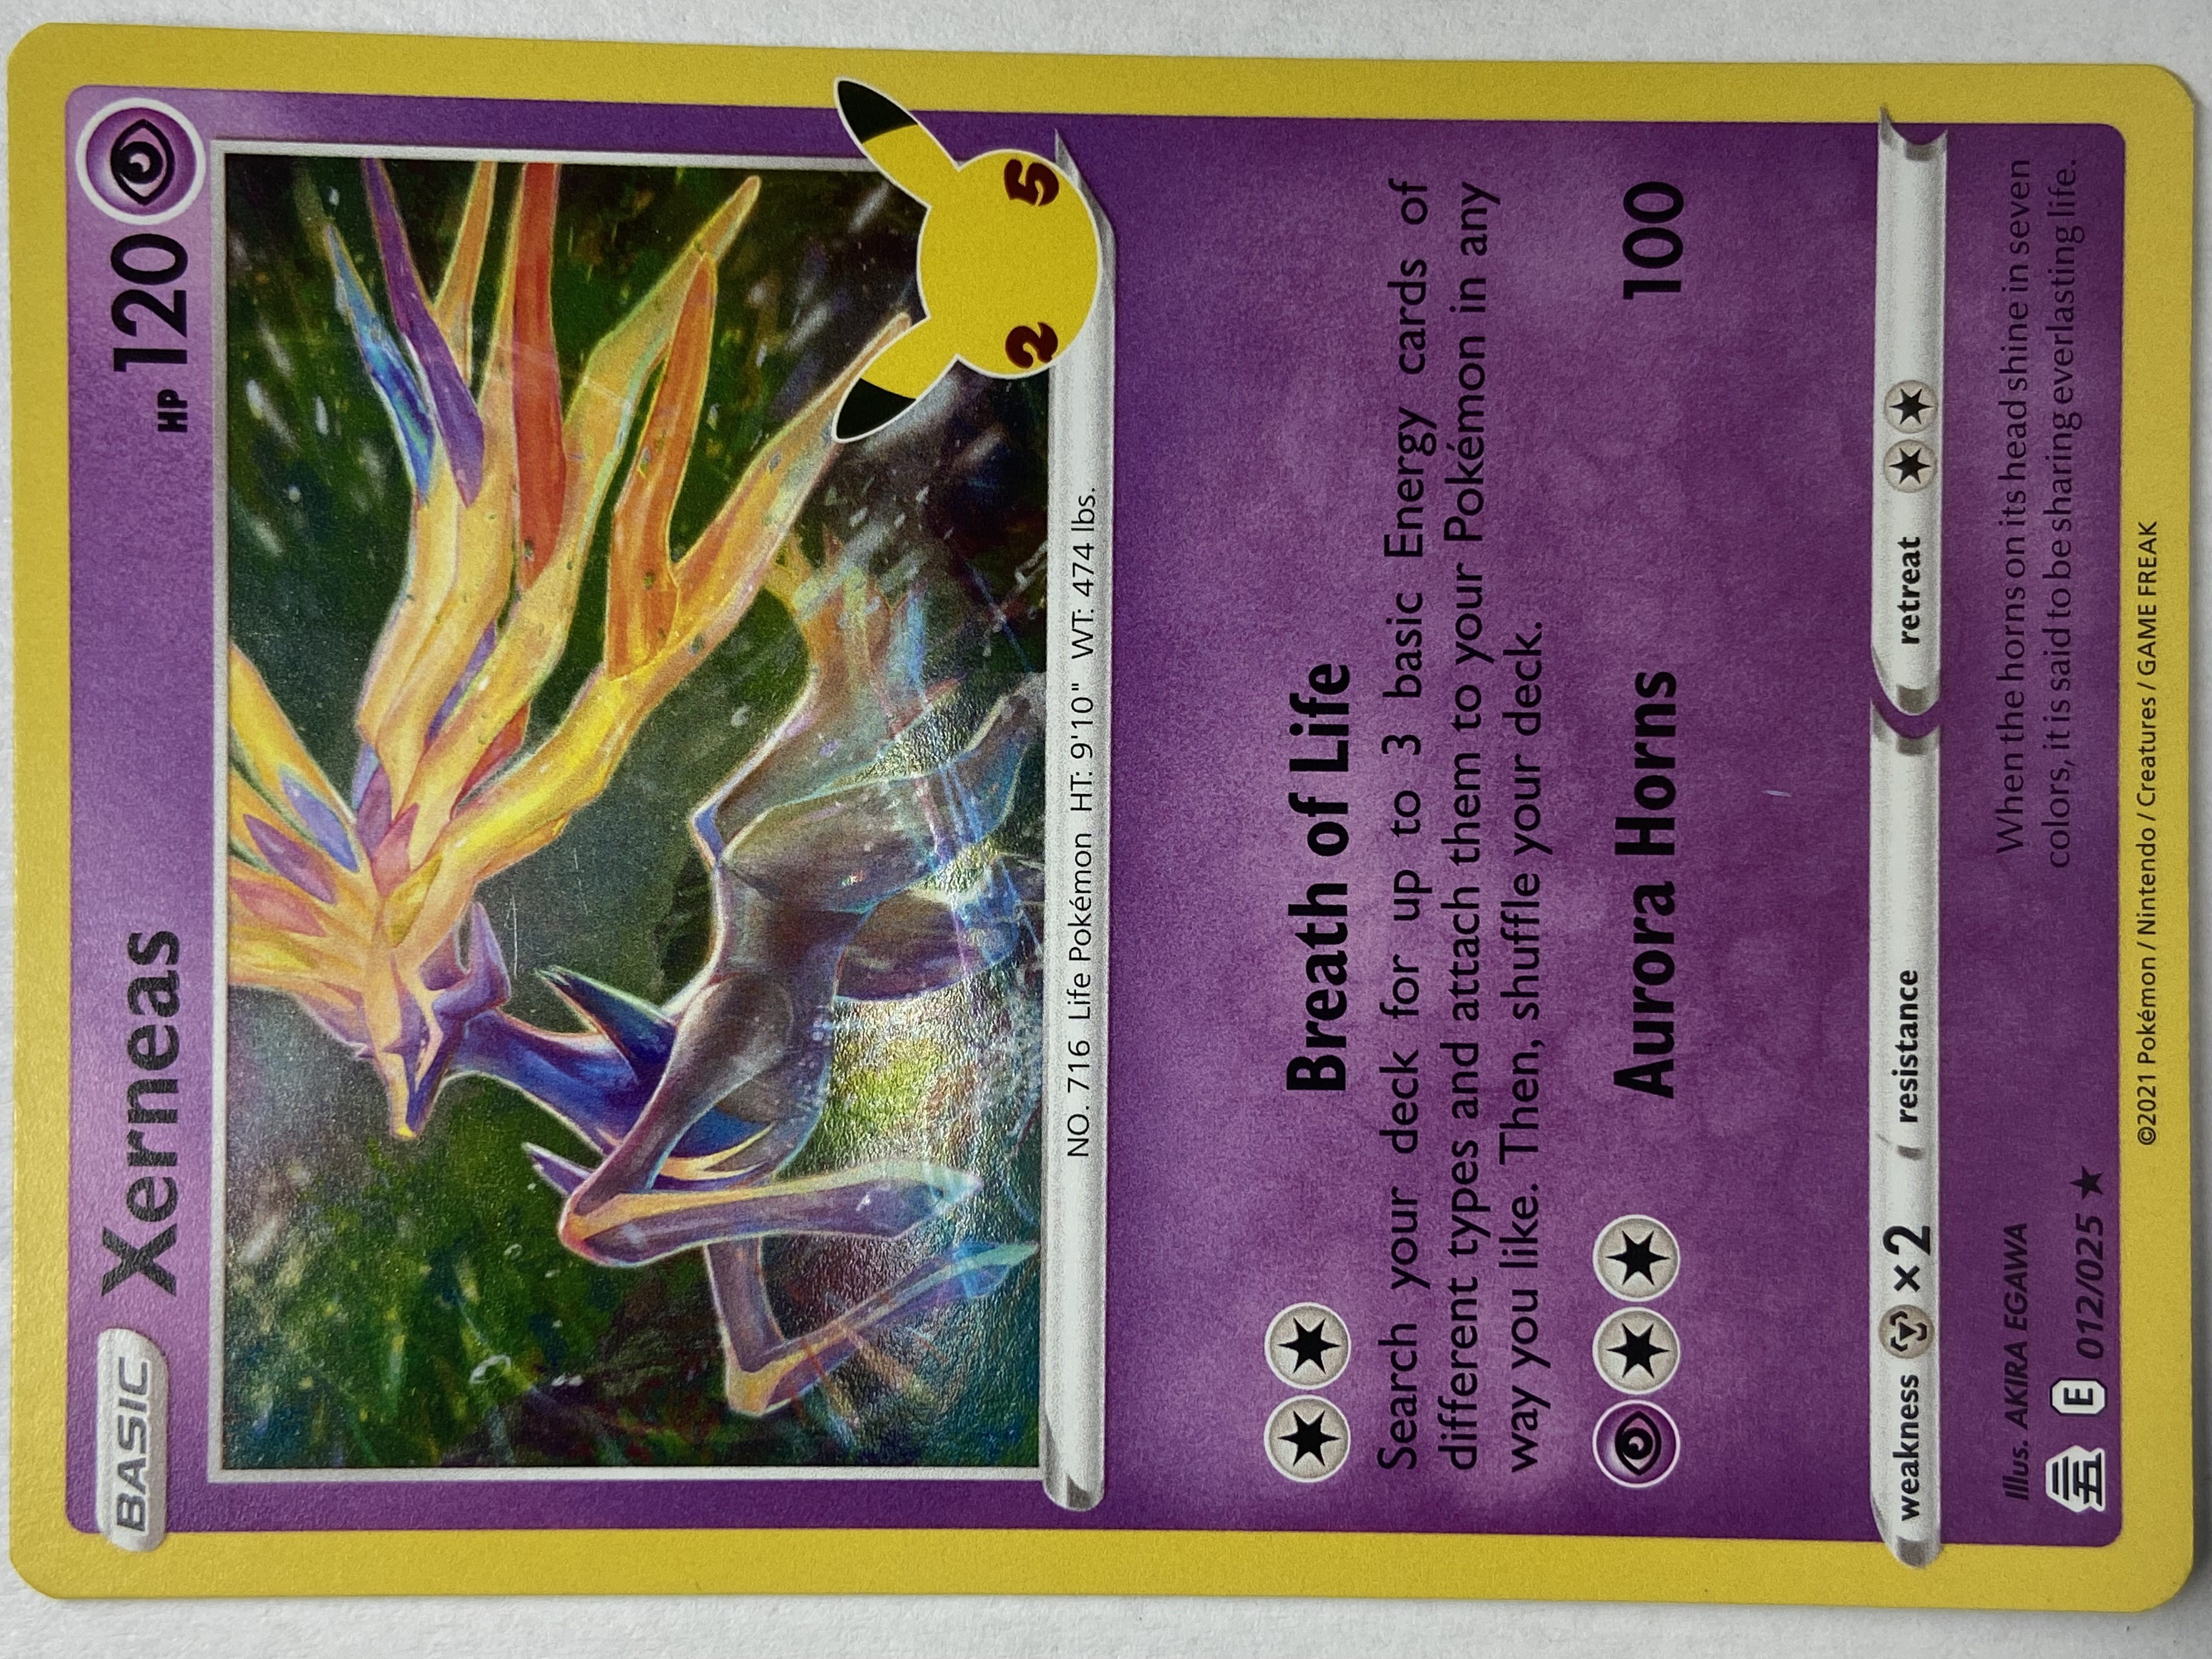 BASIC Xerneas HP 120
25
NO. 716 Life Pokémon HT: 9'10" WT: 474 lbs.
Breath of Life
Search your deck for up to 3 basic Energy cards of
different types and attach them to your Pokémon in any
way you like. Then, shuffle your deck.
Aurora Horns 100
weakness ×2 resistance retreat
Illus. AKIRA EGAWA
When the horns on its head shine in seven
colors, it is said to be sharing everlasting life.
E 012/025 ★
©2021 Pokémon / Nintendo / Creatures / GAME FREAK